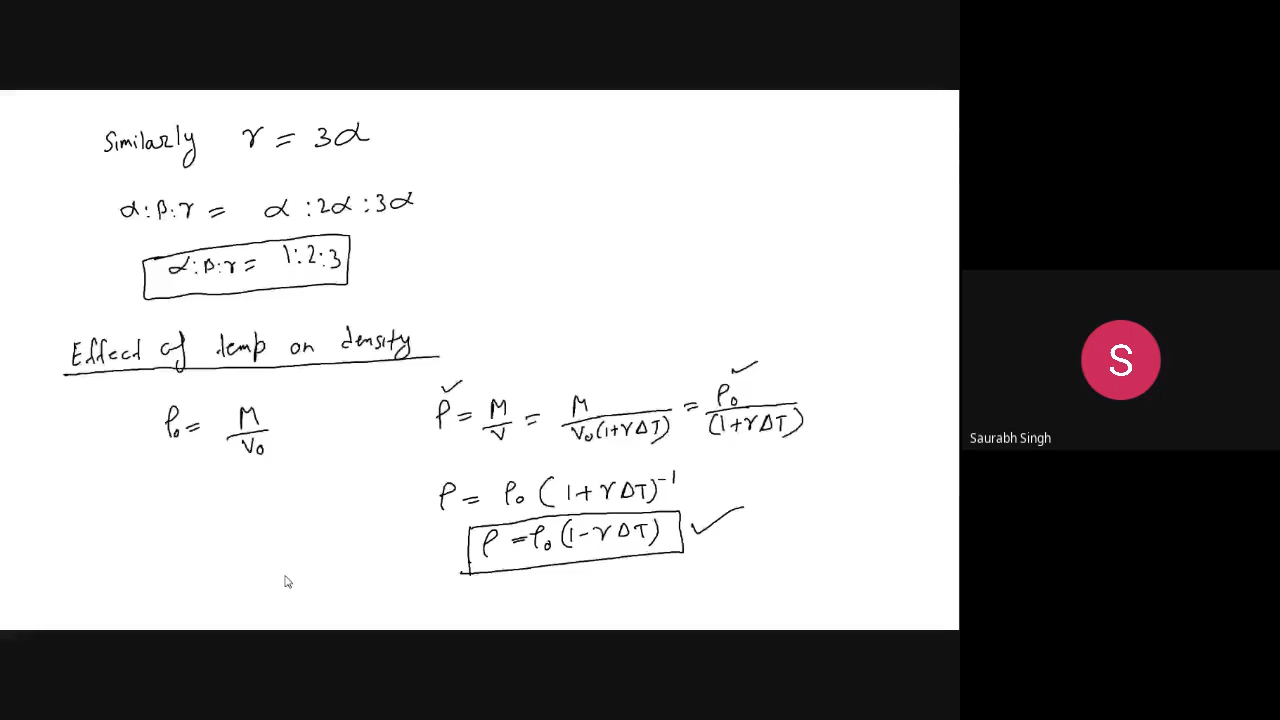 Similarly γ = 3α
α:β:γ = α : 2α : 3α
α:β:γ = 1:2:3
Effect of temp on density
ρ₀ = M/V₀
ρ = M/V = M/V₀(1+γΔT) = ρ₀/(1+γΔT)
ρ = ρ₀ (1+γΔT)⁻¹
ρ = ρ₀ (1-γΔT)
S
Saurabh Singh